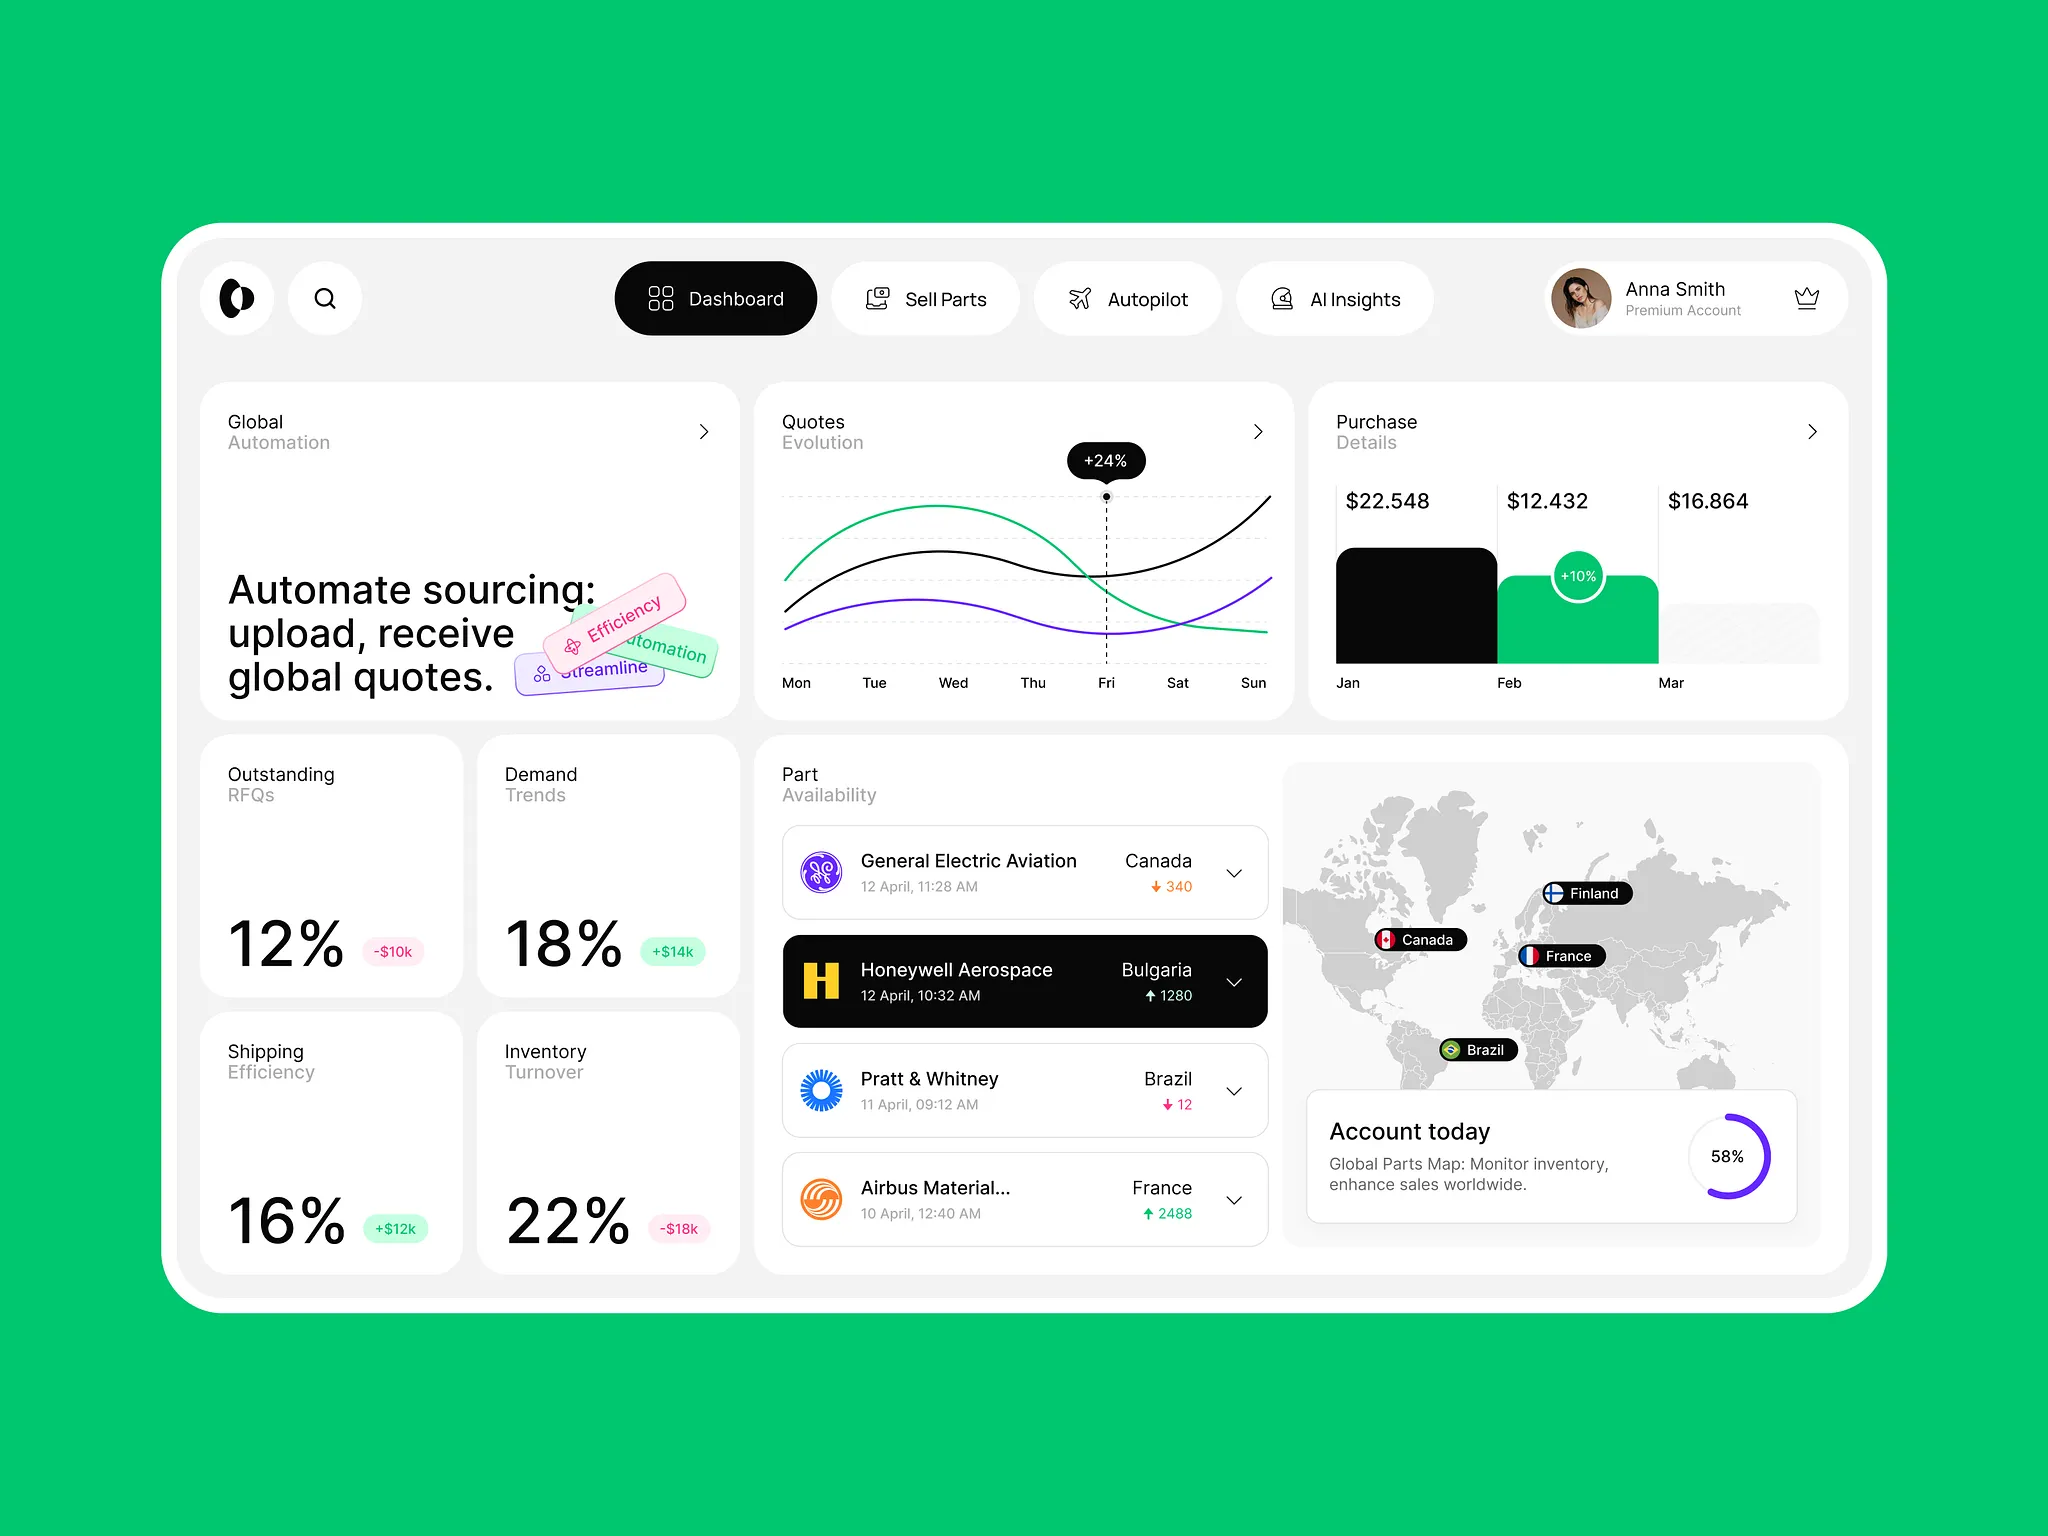 Dashboard
Sell Parts
Autopilot
AI Insights
Anna Smith
Premium Account
Global
Automation
Automate sourcing:
upload, receive
global quotes.
Efficiency
utomation
Streamline
Quotes
Evolution
+24%
Mon Tue Wed Thu Fri Sat Sun
Purchase
Details
$22.548 $12.432 $16.864
+10%
Jan Feb Mar
Outstanding
RFQs
12% -$10k
Demand
Trends
18% +$14k
Shipping
Efficiency
16% +$12k
Inventory
Turnover
22% -$18k
Part
Availability
General Electric Aviation Canada
12 April, 11:28 AM 340
Honeywell Aerospace Bulgaria
12 April, 10:32 AM 1280
Pratt & Whitney Brazil
11 April, 09:12 AM 12
Airbus Material... France
10 April, 12:40 AM 2488
Finland
Canada
France
Brazil
Account today
Global Parts Map: Monitor inventory,
enhance sales worldwide.
58%